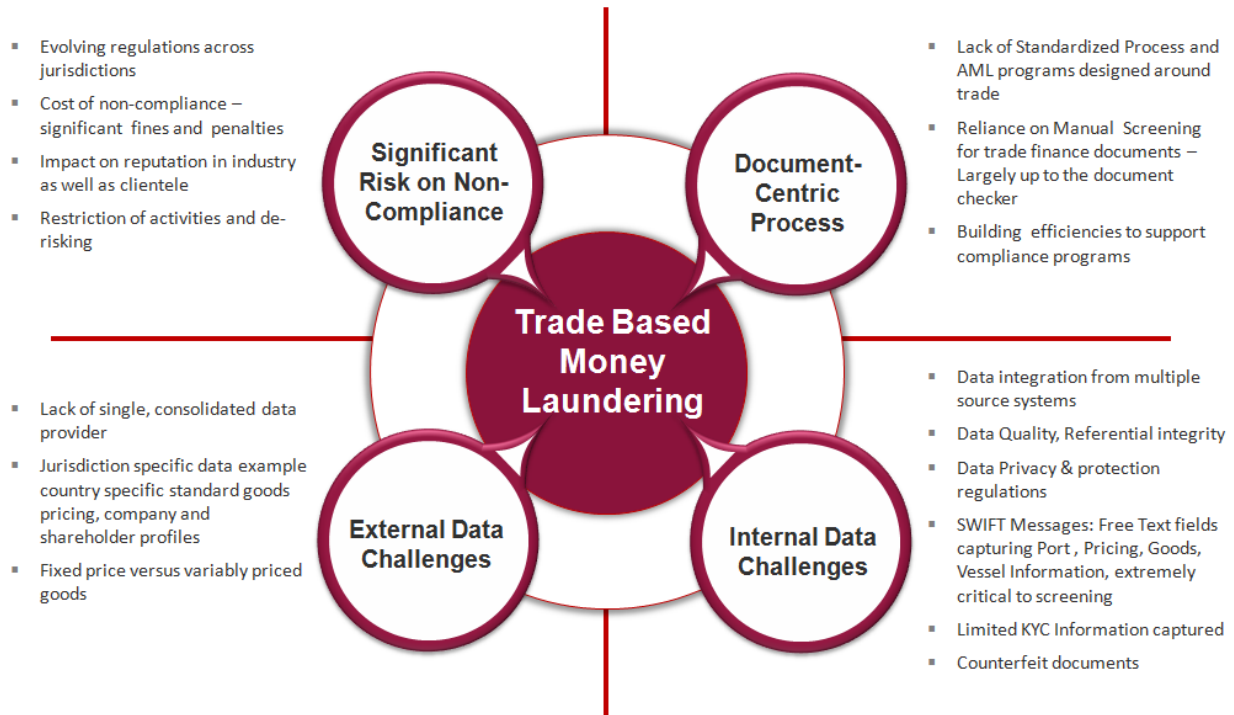 ▪ Evolving regulations across
jurisdictions
▪ Cost of non-compliance –
significant fines and penalties
▪ Impact on reputation in industry
as well as clientele
▪ Restriction of activities and de-
risking
Significant
Risk on Non-
Compliance
Document-
Centric
Process
▪ Lack of Standardized Process and
AML programs designed around
trade
▪ Reliance on Manual Screening
for trade finance documents –
Largely up to the document
checker
▪ Building efficiencies to support
compliance programs
Trade Based
Money
Laundering
▪ Lack of single, consolidated data
provider
▪ Jurisdiction specific data example
country specific standard goods
pricing, company and
shareholder profiles
▪ Fixed price versus variably priced
goods
External Data
Challenges
Internal Data
Challenges
▪ Data integration from multiple
source systems
▪ Data Quality, Referential integrity
▪ Data Privacy & protection
regulations
▪ SWIFT Messages: Free Text fields
capturing Port , Pricing, Goods,
Vessel Information, extremely
critical to screening
▪ Limited KYC Information captured
▪ Counterfeit documents